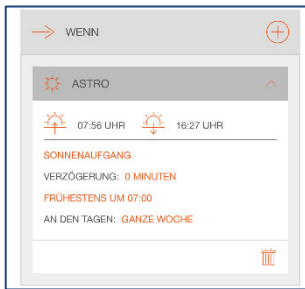 WENN
ASTRO
07:56 UHR 16:27 UHR
SONNENAUFGANG
VERZÖGERUNG: 0 MINUTEN
FRÜHESTENS UM 07:00
AN DEN TAGEN: GANZE WOCHE